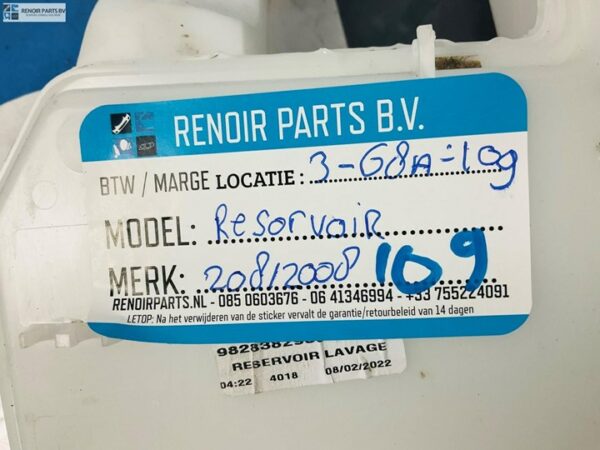 RENOIR PARTS BV
RENOIR PARTS B.V.
BTW / MARGE LOCATIE : 3-G8A-109
MODEL: Resorvoir
MERK: 208/2008 109
RENOIRPARTS.NL - 085 0603676 - 06 41346994 - +33 755224091
LETOP: Na het verwijderen van de sticker vervalt de garantie/retourbeleid van 14 dagen
RESERVOIR LAVAGE
04:22 4018 08/02/2022